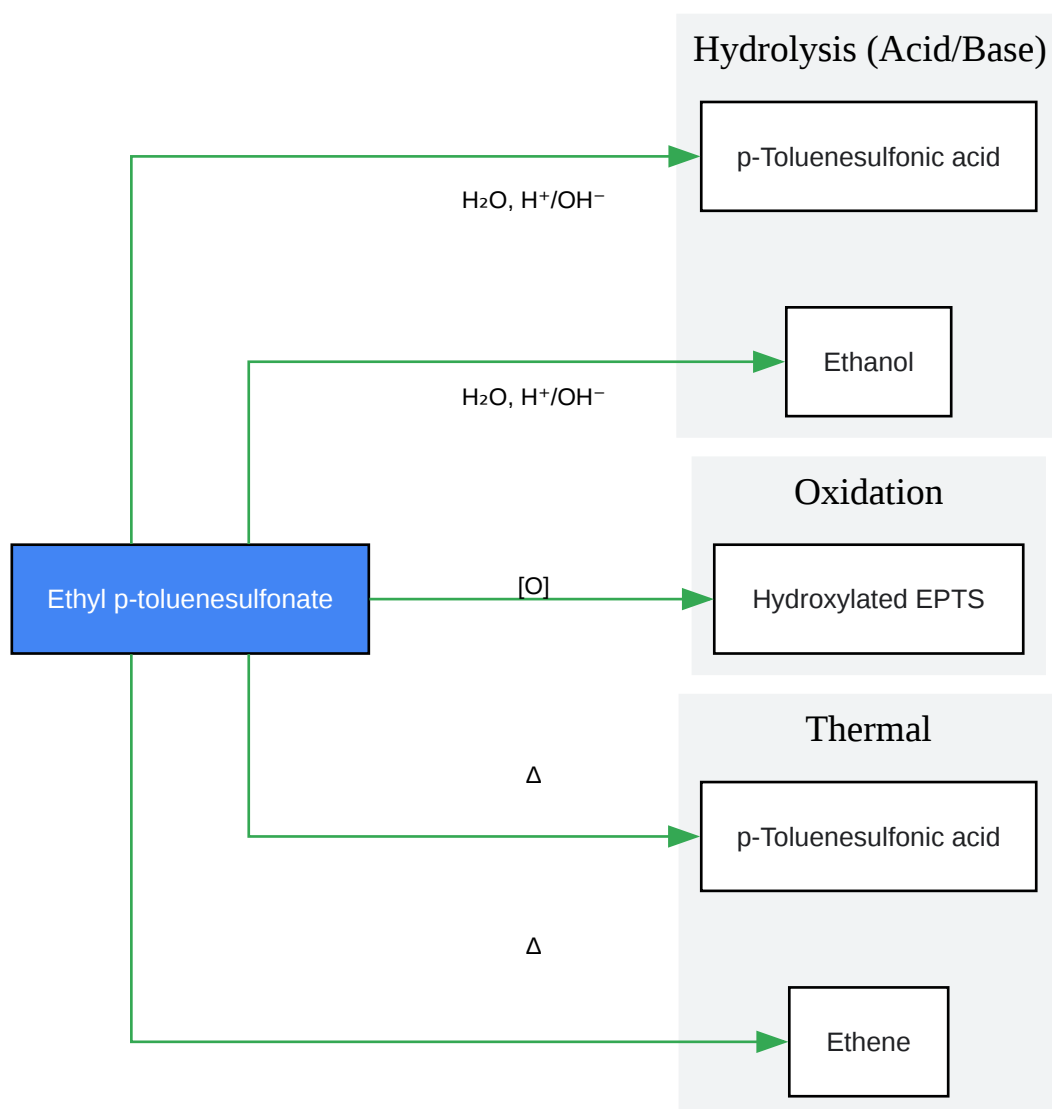 Hydrolysis (Acid/Base)
p-Toluenesulfonic acid
H₂O, H⁺/OH⁻
Ethanol
H₂O, H⁺/OH⁻
Oxidation
[O]
Ethyl p-toluenesulfonate
Hydroxylated EPTS
Thermal
Δ
p-Toluenesulfonic acid
Δ
Ethene